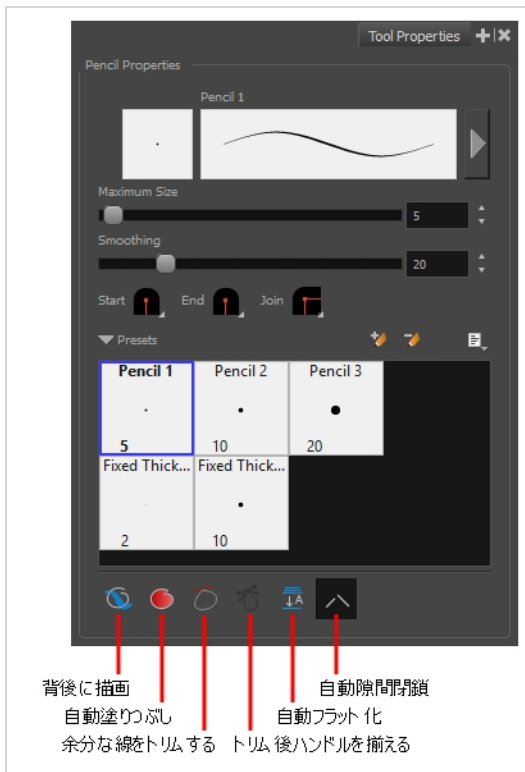 Tool Properties
Pencil Properties
Pencil 1
Maximum Size
5
Smoothing
20
Start End Join
Presets
Pencil 1 Pencil 2 Pencil 3
5 10 20
Fixed Thick... Fixed Thick...
2 10
背後に描画 自動隙間閉鎖
自動塗りつぶし 自動フラット化
余分な線をトリムする トリム後ハンドルを揃える